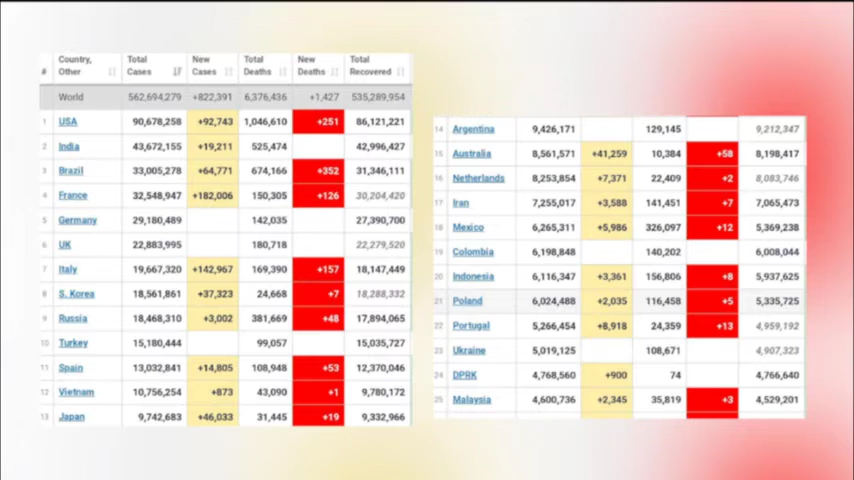 # Country, Other Total Cases New Cases Total Deaths New Deaths Total Recovered
World 562,694,279 +822,391 6,376,436 +1,427 535,289,954
1 USA 90,678,258 +92,743 1,046,610 +251 86,121,221
2 India 43,672,155 +19,211 525,474 42,996,427
3 Brazil 33,005,278 +64,771 674,166 +352 31,346,111
4 France 32,548,947 +182,006 150,305 +126 30,204,420
5 Germany 29,180,489 142,035 27,390,700
6 UK 22,883,995 180,718 22,279,520
7 Italy 19,667,320 +142,967 169,390 +157 18,147,449
8 S. Korea 18,561,861 +37,323 24,668 +7 18,288,332
9 Russia 18,468,310 +3,002 381,669 +48 17,894,065
10 Turkey 15,180,444 99,057 15,035,727
11 Spain 13,032,841 +14,805 108,948 +53 12,370,046
12 Vietnam 10,756,254 +873 43,090 +1 9,780,172
13 Japan 9,742,683 +46,033 31,445 +19 9,332,966
14 Argentina 9,426,171 129,145 9,212,347
15 Australia 8,561,571 +41,259 10,384 +58 8,198,417
16 Netherlands 8,253,854 +7,371 22,409 +2 8,083,746
17 Iran 7,255,017 +3,588 141,451 +7 7,065,473
18 Mexico 6,265,311 +5,986 326,097 +12 5,369,238
19 Colombia 6,198,848 140,202 6,008,044
20 Indonesia 6,116,347 +3,361 156,806 +8 5,937,625
21 Poland 6,024,488 +2,035 116,458 +5 5,335,725
22 Portugal 5,266,454 +8,918 24,359 +13 4,959,192
23 Ukraine 5,019,125 108,671 4,907,323
24 DPRK 4,768,560 +900 74 4,766,640
25 Malaysia 4,600,736 +2,345 35,819 +3 4,529,201